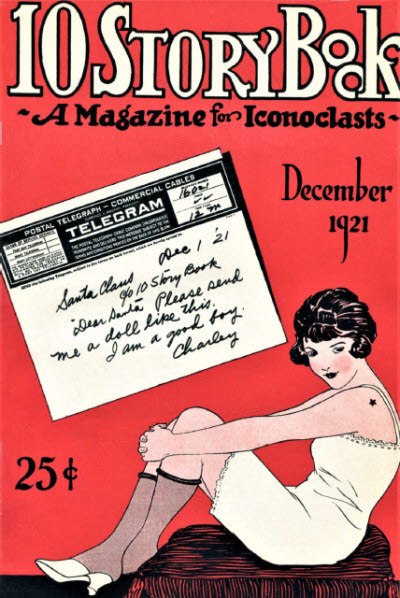 10 STORY BOOK
~A Magazine for Iconoclasts~
December
1921
POSTAL TELEGRAPH - COMMERCIAL CABLES
TELEGRAM
Dec 1 '21
Santa Claus
c/o 10 Story Book
"Dear Santa Please send
me a doll like this.
I am a good boy.
Charley
25¢